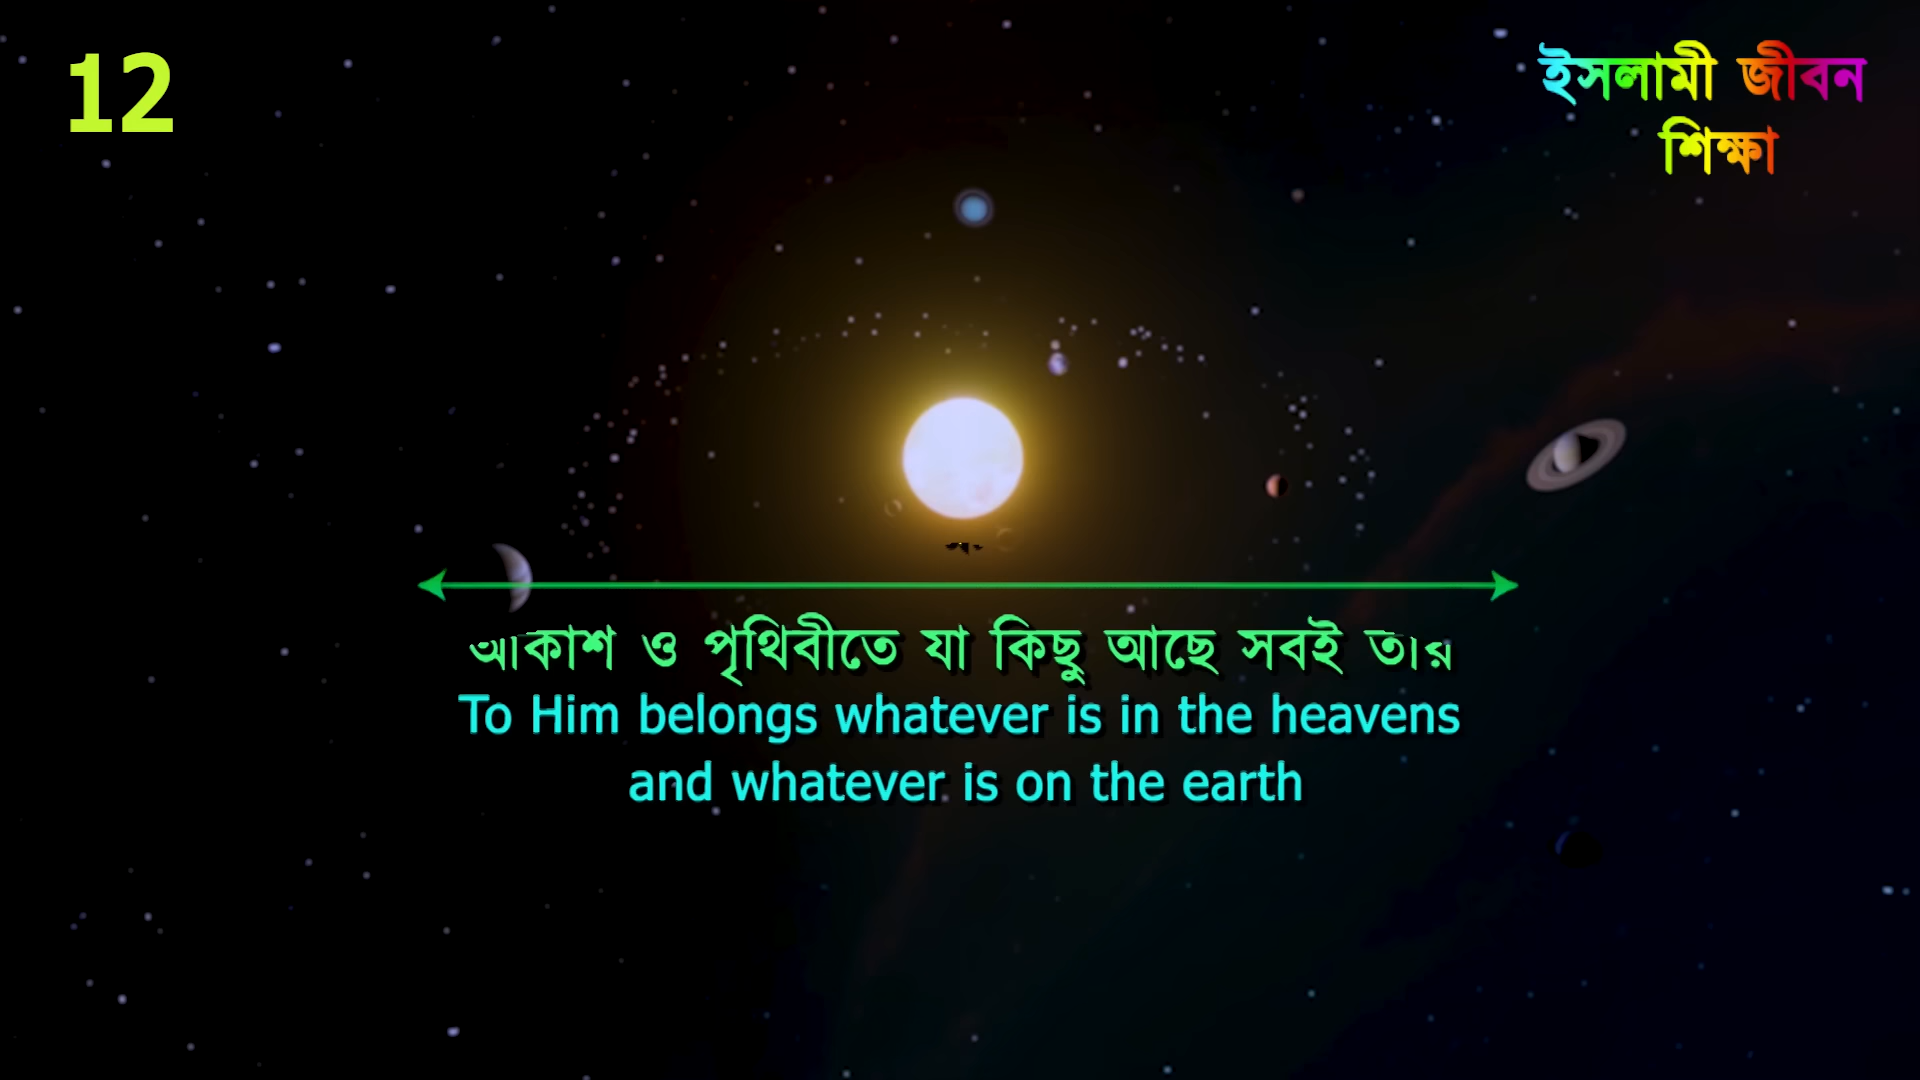 12
ইসলামী জীবন
শিক্ষা
আকাশ ও পৃথিবীতে যা কিছু আছে সবই তার
To Him belongs whatever is in the heavens
and whatever is on the earth